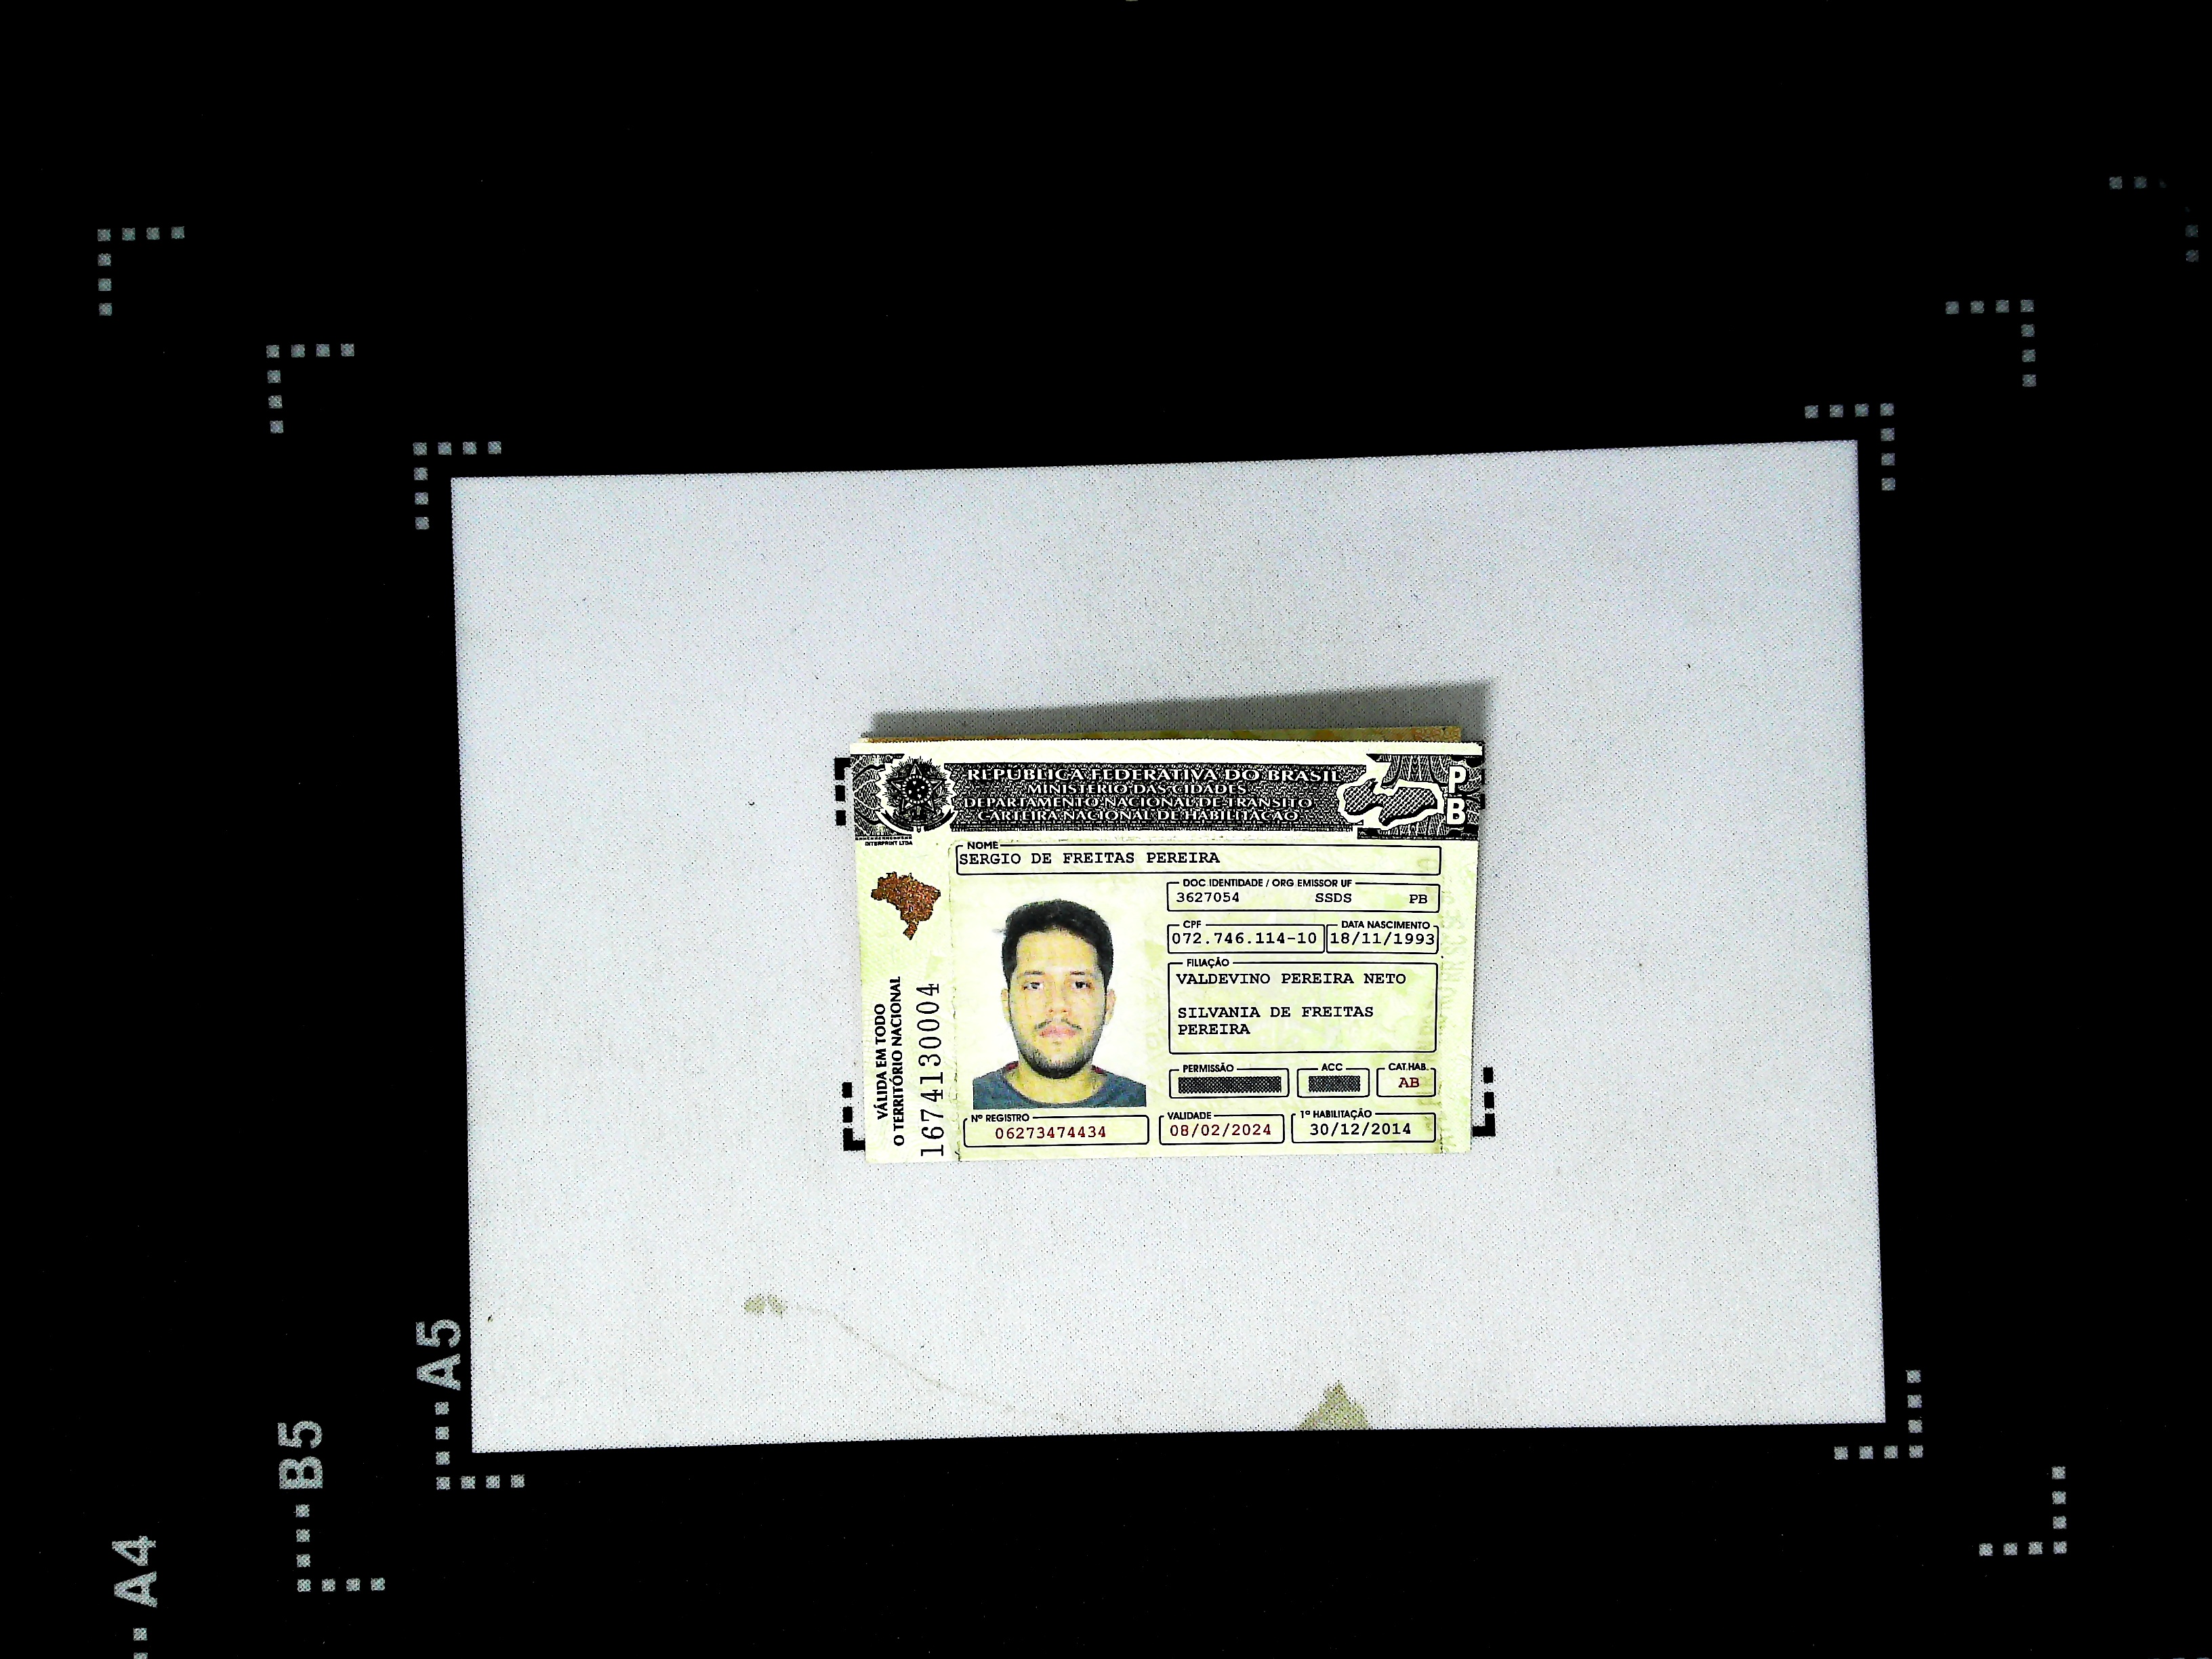 REPÚBLICA FEDERATIVA DO BRASIL
MINISTÉRIO DAS CIDADES
DEPARTAMENTO NACIONAL DE TRÂNSITO
CARTEIRA NACIONAL DE HABILITAÇÃO
P
B
INTERPRINT LTDA
NOME
SERGIO DE FREITAS PEREIRA
DOC IDENTIDADE / ORG EMISSOR UF
3627054 SSDS PB
CPF DATA NASCIMENTO
072.746.114-10 18/11/1993
FILIAÇÃO
VALDEVINO PEREIRA NETO
SILVANIA DE FREITAS
PEREIRA
PERMISSÃO ACC CAT.HAB.
AB
Nº REGISTRO VALIDADE 1ª HABILITAÇÃO
06273474434 08/02/2024 30/12/2014
VÁLIDA EM TODO
O TERRITÓRIO NACIONAL
1674130004
A5
B5
A4